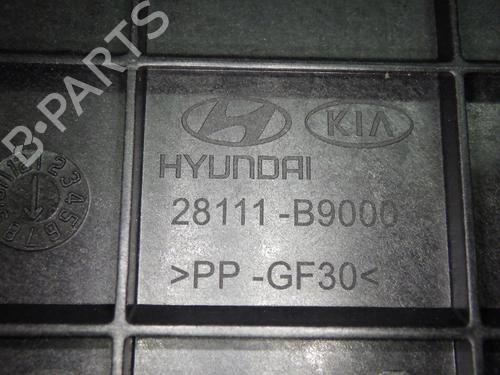 B-PARTS
KIA
HYUNDAI
28111-B9000
>PP-GF30<